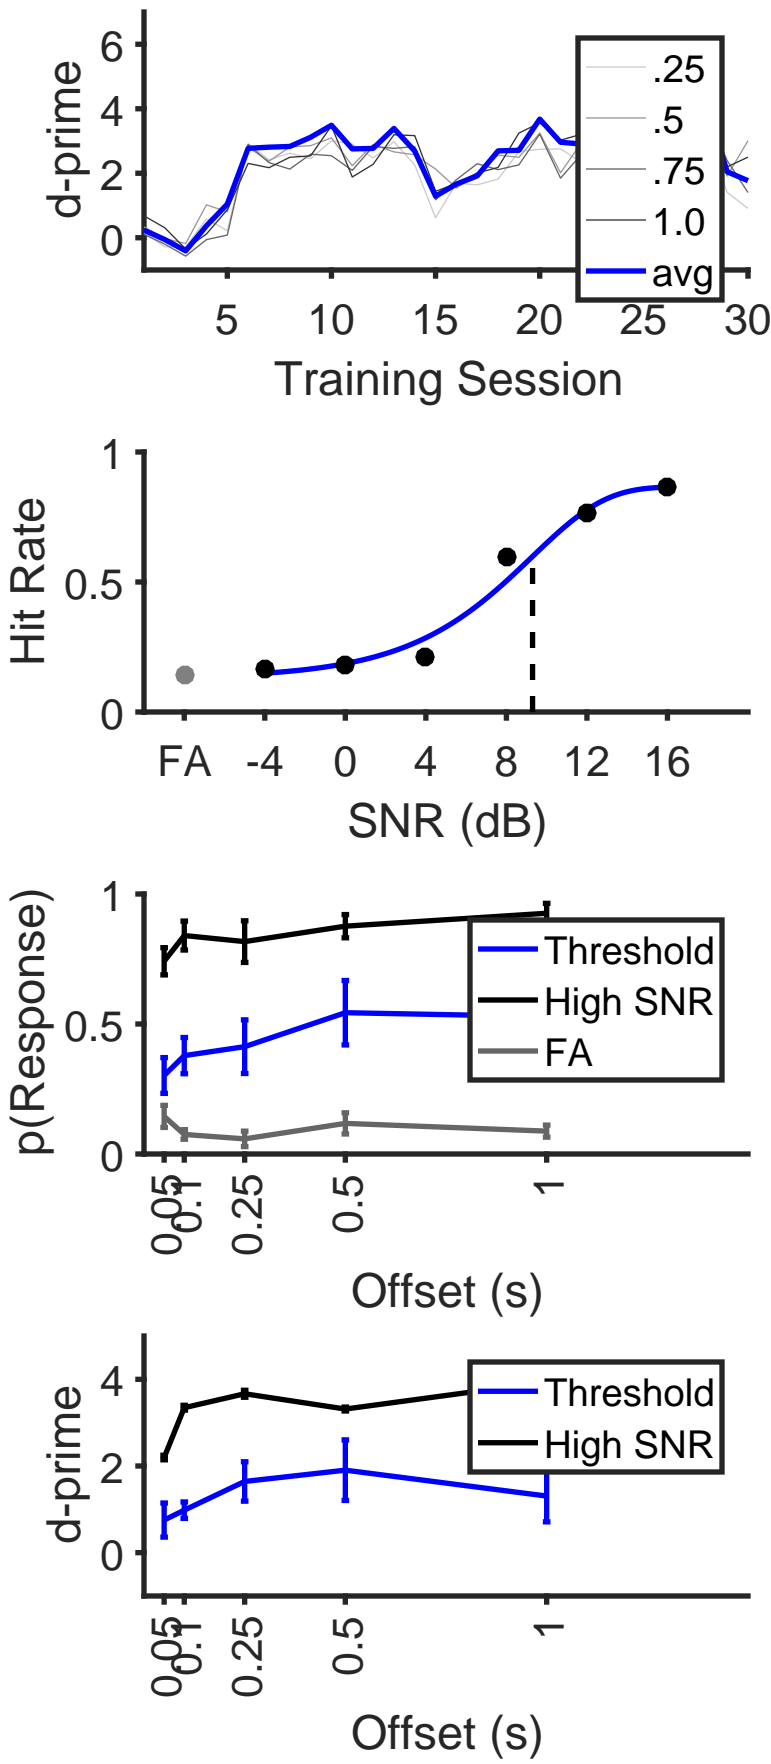 d-prime
6
4
2
0
.25
.5
.75
1.0
avg
5 10 15 20 25 30
Training Session
Hit Rate
1
0.5
0
FA -4 0 4 8 12 16
SNR (dB)
p(Response)
1
0.5
0
Threshold
High SNR
FA
0.05 0.1 0.25 0.5 1
Offset (s)
d-prime
4
2
0
Threshold
High SNR
0.05 0.1 0.25 0.5 1
Offset (s)